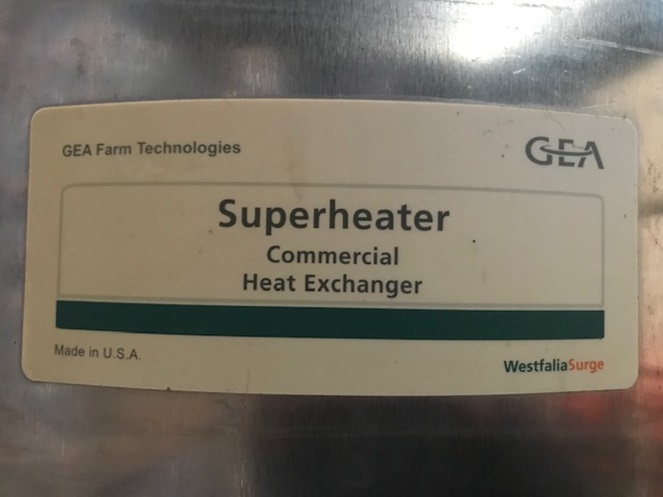 GEA Farm Technologies
GEA
Superheater
Commercial
Heat Exchanger
Made in U.S.A.
WestfaliaSurge